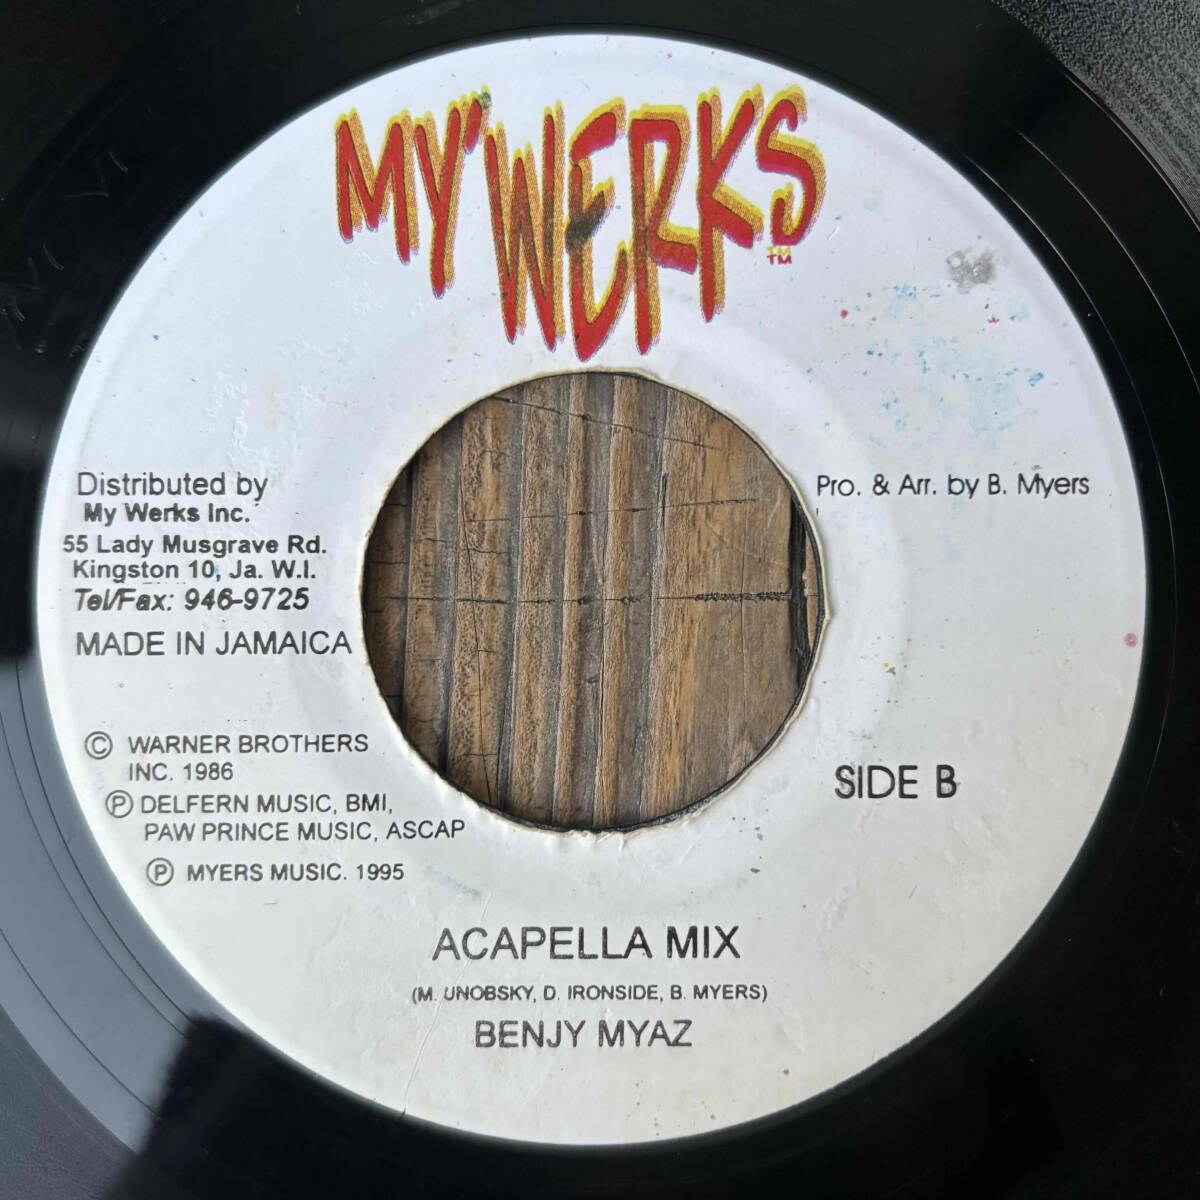 MY'WERKS
TM
Distributed by
My Werks Inc.
55 Lady Musgrave Rd.
Kingston 10, Ja. W.I.
Tel/Fax: 946-9725
MADE IN JAMAICA
Pro. & Arr. by B. Myers
© WARNER BROTHERS
INC. 1986
℗ DELFERN MUSIC, BMI,
PAW PRINCE MUSIC, ASCAP
℗ MYERS MUSIC. 1995
SIDE B
ACAPELLA MIX
(M. UNOBSKY, D. IRONSIDE, B. MYERS)
BENJY MYAZ